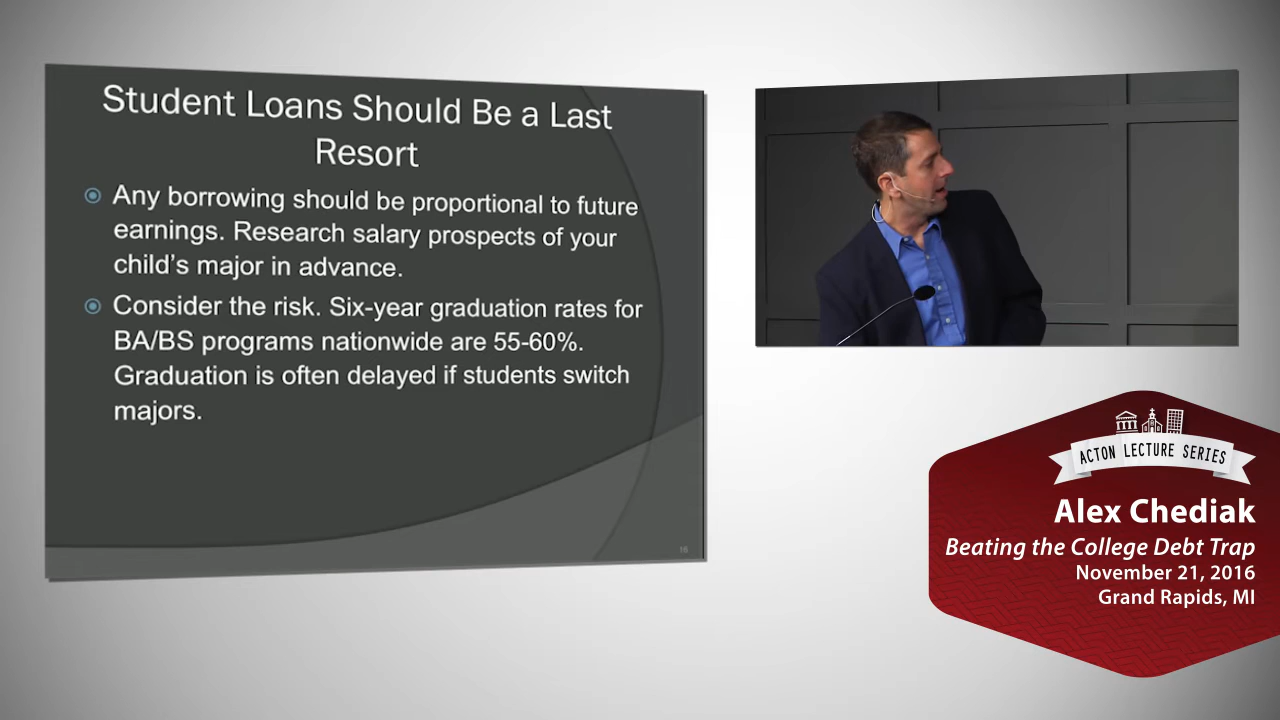 Student Loans Should Be a Last
Resort
Any borrowing should be proportional to future
earnings. Research salary prospects of your
child's major in advance.
Consider the risk. Six-year graduation rates for
BA/BS programs nationwide are 55-60%.
Graduation is often delayed if students switch
majors.
16
ACTON LECTURE SERIES
Alex Chediak
Beating the College Debt Trap
November 21, 2016
Grand Rapids, MI